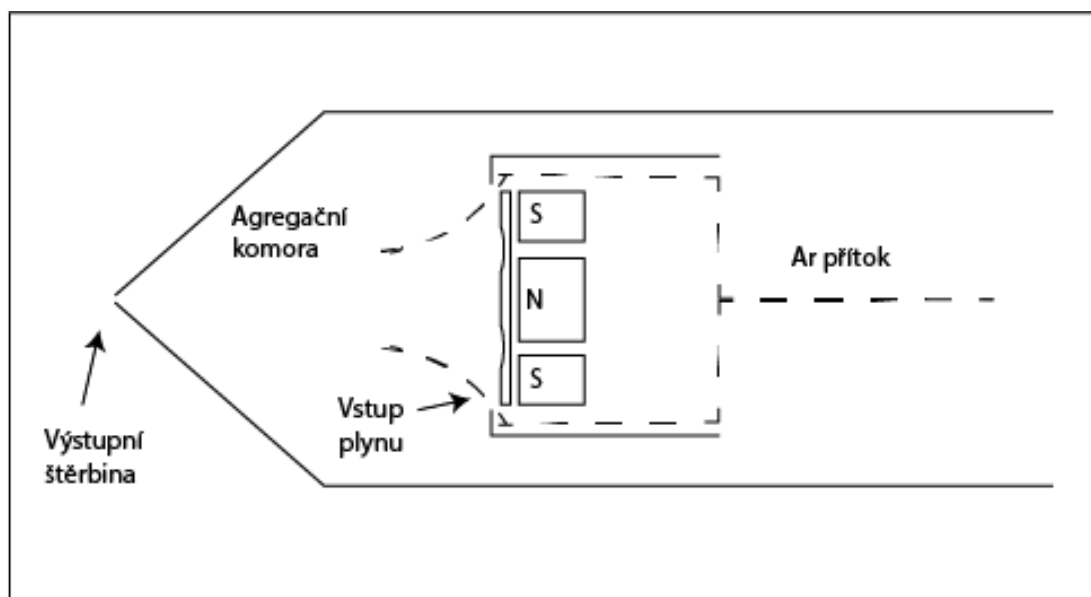 Agregační
komora
S
N
S
Ar přítok
Vstup
plynu
Výstupní
štěrbina